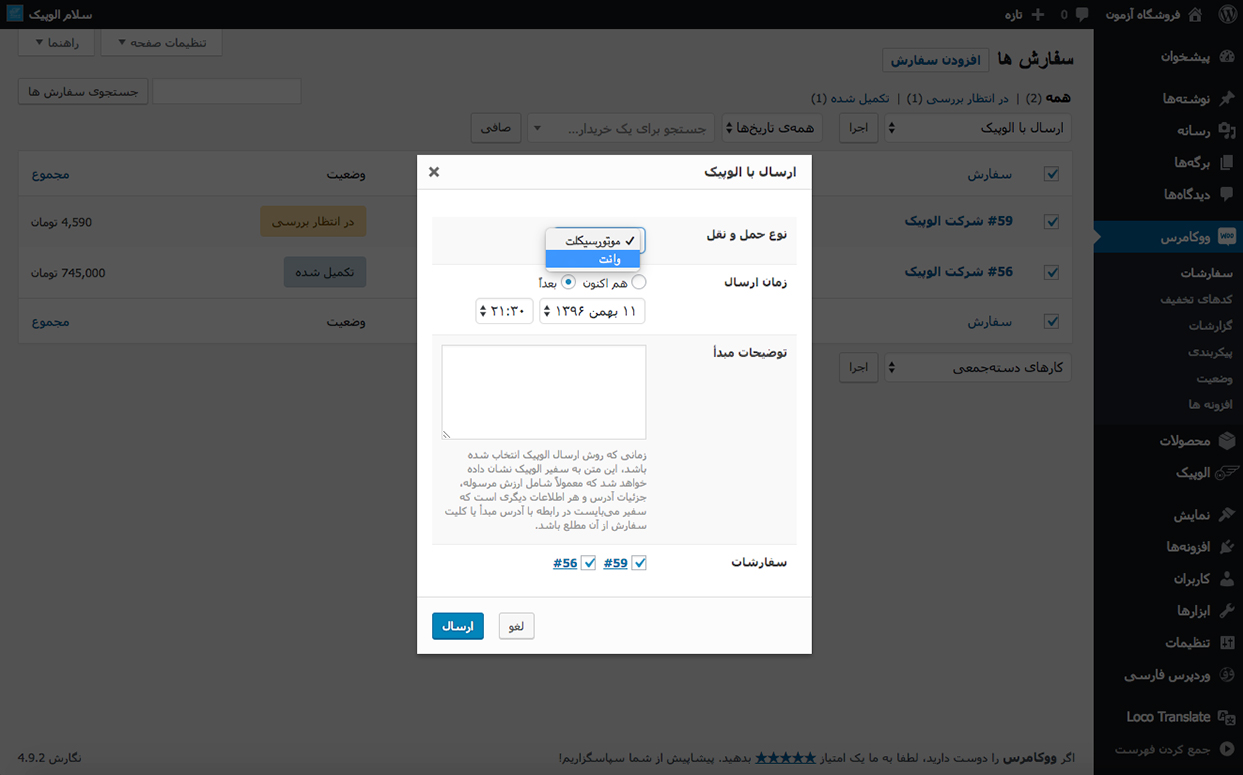 فروشگاه آزمون
0
تازه
سلام الوپیک
پیشخوان
نوشته‌ها
رسانه
برگه‌ها
دیدگاه‌ها
ووکامرس
سفارشات
کدهای تخفیف
گزارشات
پیکربندی
وضعیت
افزونه ها
محصولات
الوپیک
نمایش
افزونه‌ها
کاربران
ابزارها
تنظیمات
وردپرس فارسی
Loco Translate
جمع کردن فهرست
تنظیمات صفحه
راهنما
سفارش ها
افزودن سفارش
همه (2) | در انتظار بررسی (1) | تکمیل شده (1)
جستجوی سفارش ها
ارسال با الوپیک
اجرا
همه‌ی تاریخ‌ها
جستجو برای یک خریدار...
صافی
سفارش
وضعیت
مجموع
#59 شرکت الوپیک
در انتظار بررسی
4,590 تومان
#56 شرکت الوپیک
تکمیل شده
745,000 تومان
سفارش
وضعیت
مجموع
کارهای دسته‌جمعی
اجرا
ارسال با الوپیک
نوع حمل و نقل
موتورسیکلت
وانت
زمان ارسال
هم اکنون
بعداً
۱۱ بهمن ۱۳۹۶
۲۱:۳۰
توضیحات مبدأ
زمانی که روش ارسال الوپیک انتخاب شده
باشد، این متن به سفیر الوپیک نشان داده
خواهد شد که معمولاً شامل ارزش مرسوله،
جزئیات آدرس و هر اطلاعات دیگری است که
سفیر می‌بایست در رابطه با آدرس مبدأ یا کلیت
سفارش از آن مطلع باشد.
سفارشات
#59
#56
لغو
ارسال
اگر ووکامرس را دوست دارید، لطفا به ما یک امتیاز ★★★★★ بدهید. پیشاپیش از شما سپاسگزاریم!
نگارش 4.9.2